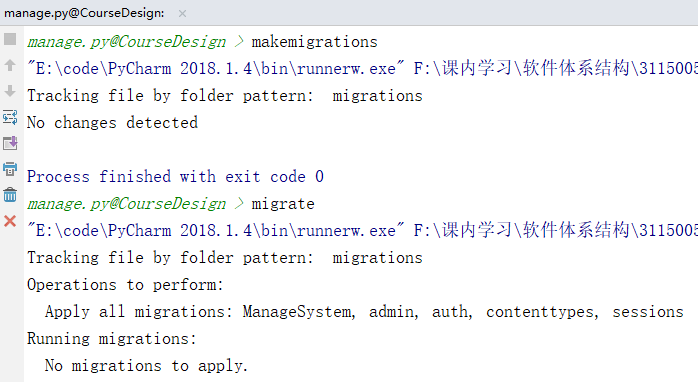 manage.py@CourseDesign:
manage.py@CourseDesign > makemigrations
"E:\code\PyCharm 2018.1.4\bin\runnerw.exe" F:\课内学习\软件体系结构\3115005
Tracking file by folder pattern:  migrations
No changes detected
Process finished with exit code 0
manage.py@CourseDesign > migrate
"E:\code\PyCharm 2018.1.4\bin\runnerw.exe" F:\课内学习\软件体系结构\3115005
Tracking file by folder pattern:  migrations
Operations to perform:
  Apply all migrations: ManageSystem, admin, auth, contenttypes, sessions
Running migrations:
  No migrations to apply.